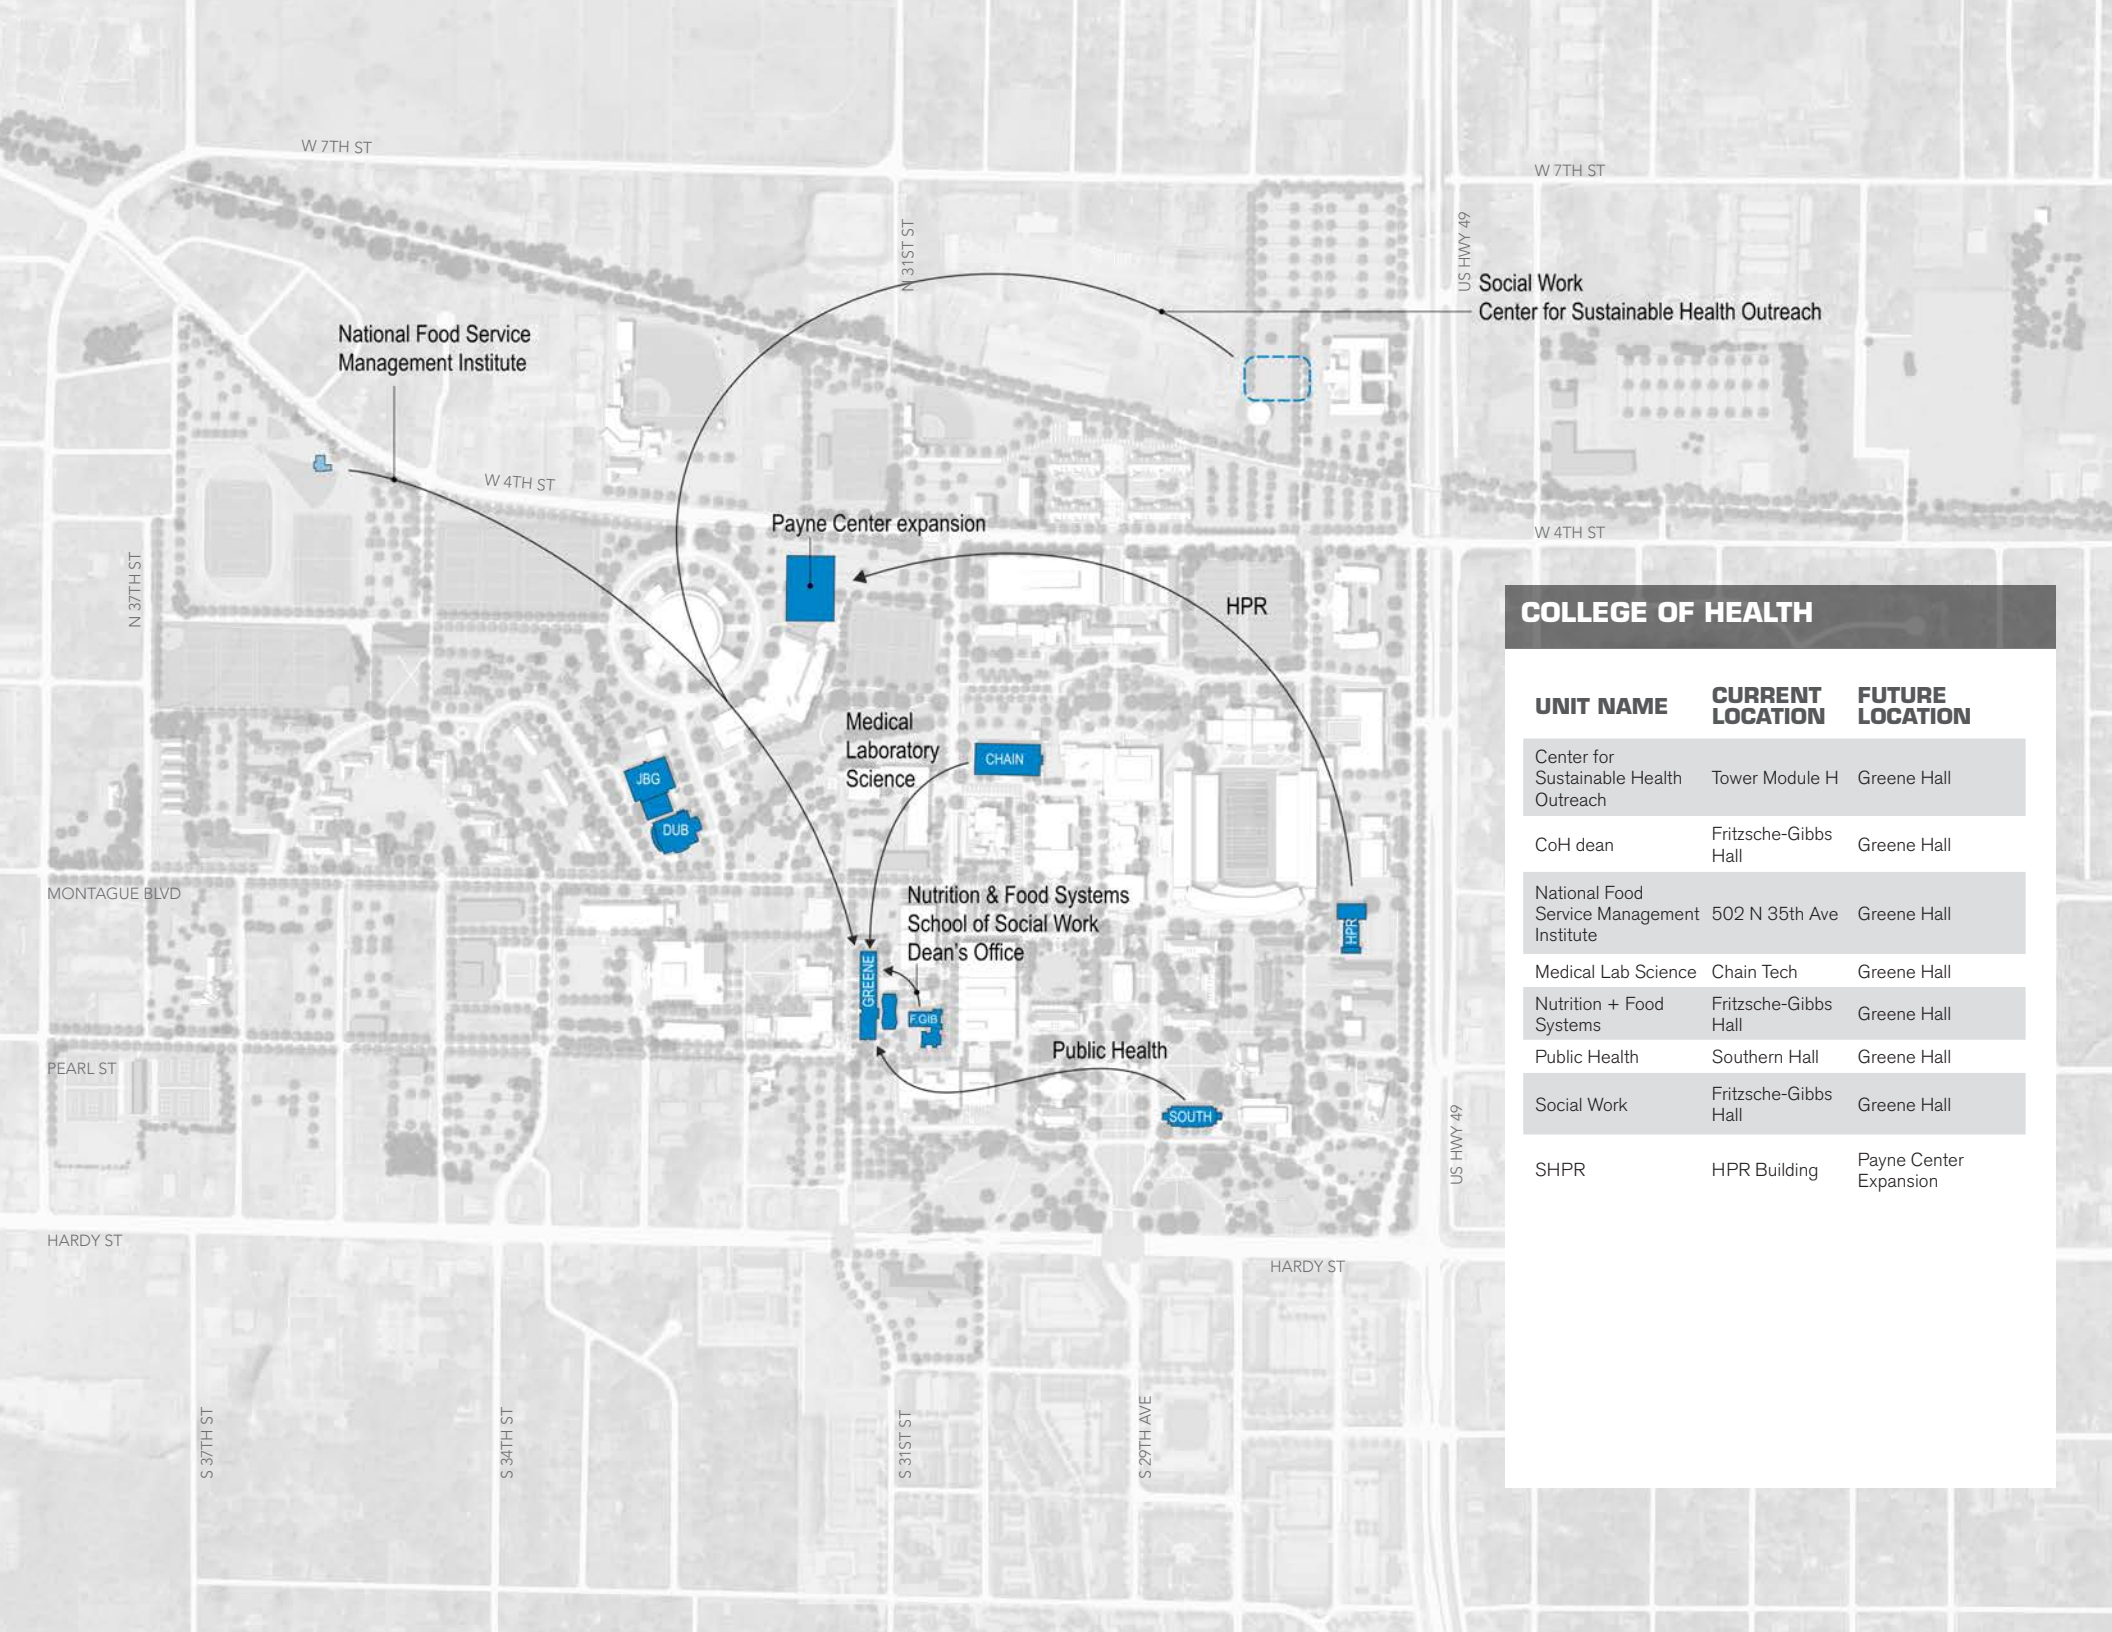 W 7TH ST
W 7TH ST
N 31ST ST
US HWY 49
Social Work
Center for Sustainable Health Outreach
National Food Service
Management Institute
W 4TH ST
Payne Center expansion
W 4TH ST
N 37TH ST
HPR
Medical
Laboratory
Science
CHAIN
JBG
DUB
MONTAGUE BLVD
Nutrition & Food Systems
School of Social Work
Dean's Office
HPR
GREENE
F.GIB
Public Health
PEARL ST
SOUTH
US HWY 49
HARDY ST
HARDY ST
S 37TH ST
S 34TH ST
S 31ST ST
S 29TH AVE
COLLEGE OF HEALTH
UNIT NAME
CURRENT
LOCATION
FUTURE
LOCATION
Center for
Sustainable Health
Outreach
Tower Module H
Greene Hall
CoH dean
Fritzsche-Gibbs
Hall
Greene Hall
National Food
Service Management
Institute
502 N 35th Ave
Greene Hall
Medical Lab Science
Chain Tech
Greene Hall
Nutrition + Food
Systems
Fritzsche-Gibbs
Hall
Greene Hall
Public Health
Southern Hall
Greene Hall
Social Work
Fritzsche-Gibbs
Hall
Greene Hall
SHPR
HPR Building
Payne Center
Expansion